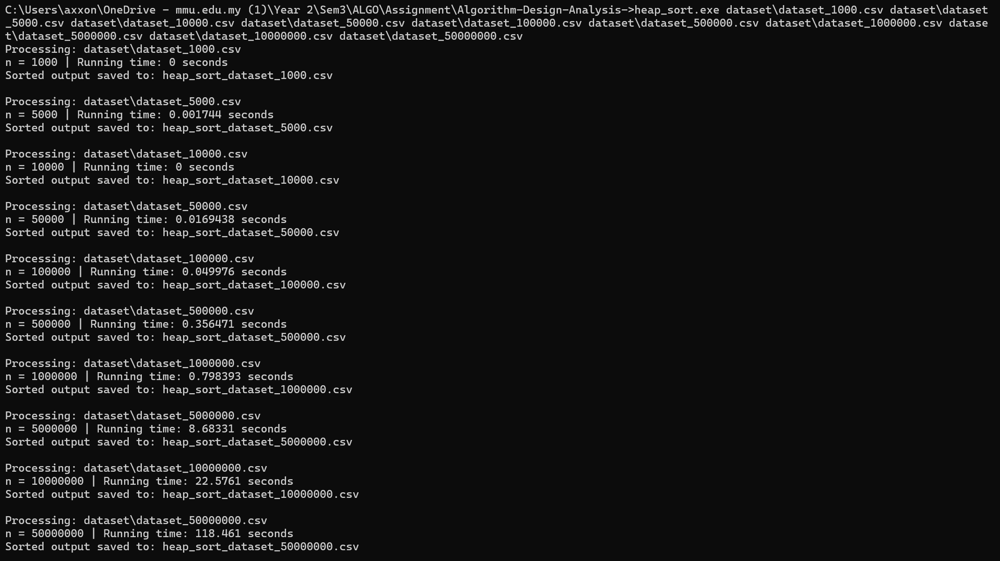 C:\Users\axxon\OneDrive - mmu.edu.my (1)\Year 2\Sem3\ALGO\Assignment\Algorithm-Design-Analysis->heap_sort.exe dataset\dataset_1000.csv dataset\dataset
_5000.csv dataset\dataset_10000.csv dataset\dataset_50000.csv dataset\dataset_100000.csv dataset\dataset_500000.csv dataset\dataset_1000000.csv datase
t\dataset_5000000.csv dataset\dataset_10000000.csv dataset\dataset_50000000.csv
Processing: dataset\dataset_1000.csv
n = 1000 | Running time: 0 seconds
Sorted output saved to: heap_sort_dataset_1000.csv

Processing: dataset\dataset_5000.csv
n = 5000 | Running time: 0.001744 seconds
Sorted output saved to: heap_sort_dataset_5000.csv

Processing: dataset\dataset_10000.csv
n = 10000 | Running time: 0 seconds
Sorted output saved to: heap_sort_dataset_10000.csv

Processing: dataset\dataset_50000.csv
n = 50000 | Running time: 0.0169438 seconds
Sorted output saved to: heap_sort_dataset_50000.csv

Processing: dataset\dataset_100000.csv
n = 100000 | Running time: 0.049976 seconds
Sorted output saved to: heap_sort_dataset_100000.csv

Processing: dataset\dataset_500000.csv
n = 500000 | Running time: 0.356471 seconds
Sorted output saved to: heap_sort_dataset_500000.csv

Processing: dataset\dataset_1000000.csv
n = 1000000 | Running time: 0.798393 seconds
Sorted output saved to: heap_sort_dataset_1000000.csv

Processing: dataset\dataset_5000000.csv
n = 5000000 | Running time: 8.68331 seconds
Sorted output saved to: heap_sort_dataset_5000000.csv

Processing: dataset\dataset_10000000.csv
n = 10000000 | Running time: 22.5761 seconds
Sorted output saved to: heap_sort_dataset_10000000.csv

Processing: dataset\dataset_50000000.csv
n = 50000000 | Running time: 118.461 seconds
Sorted output saved to: heap_sort_dataset_50000000.csv